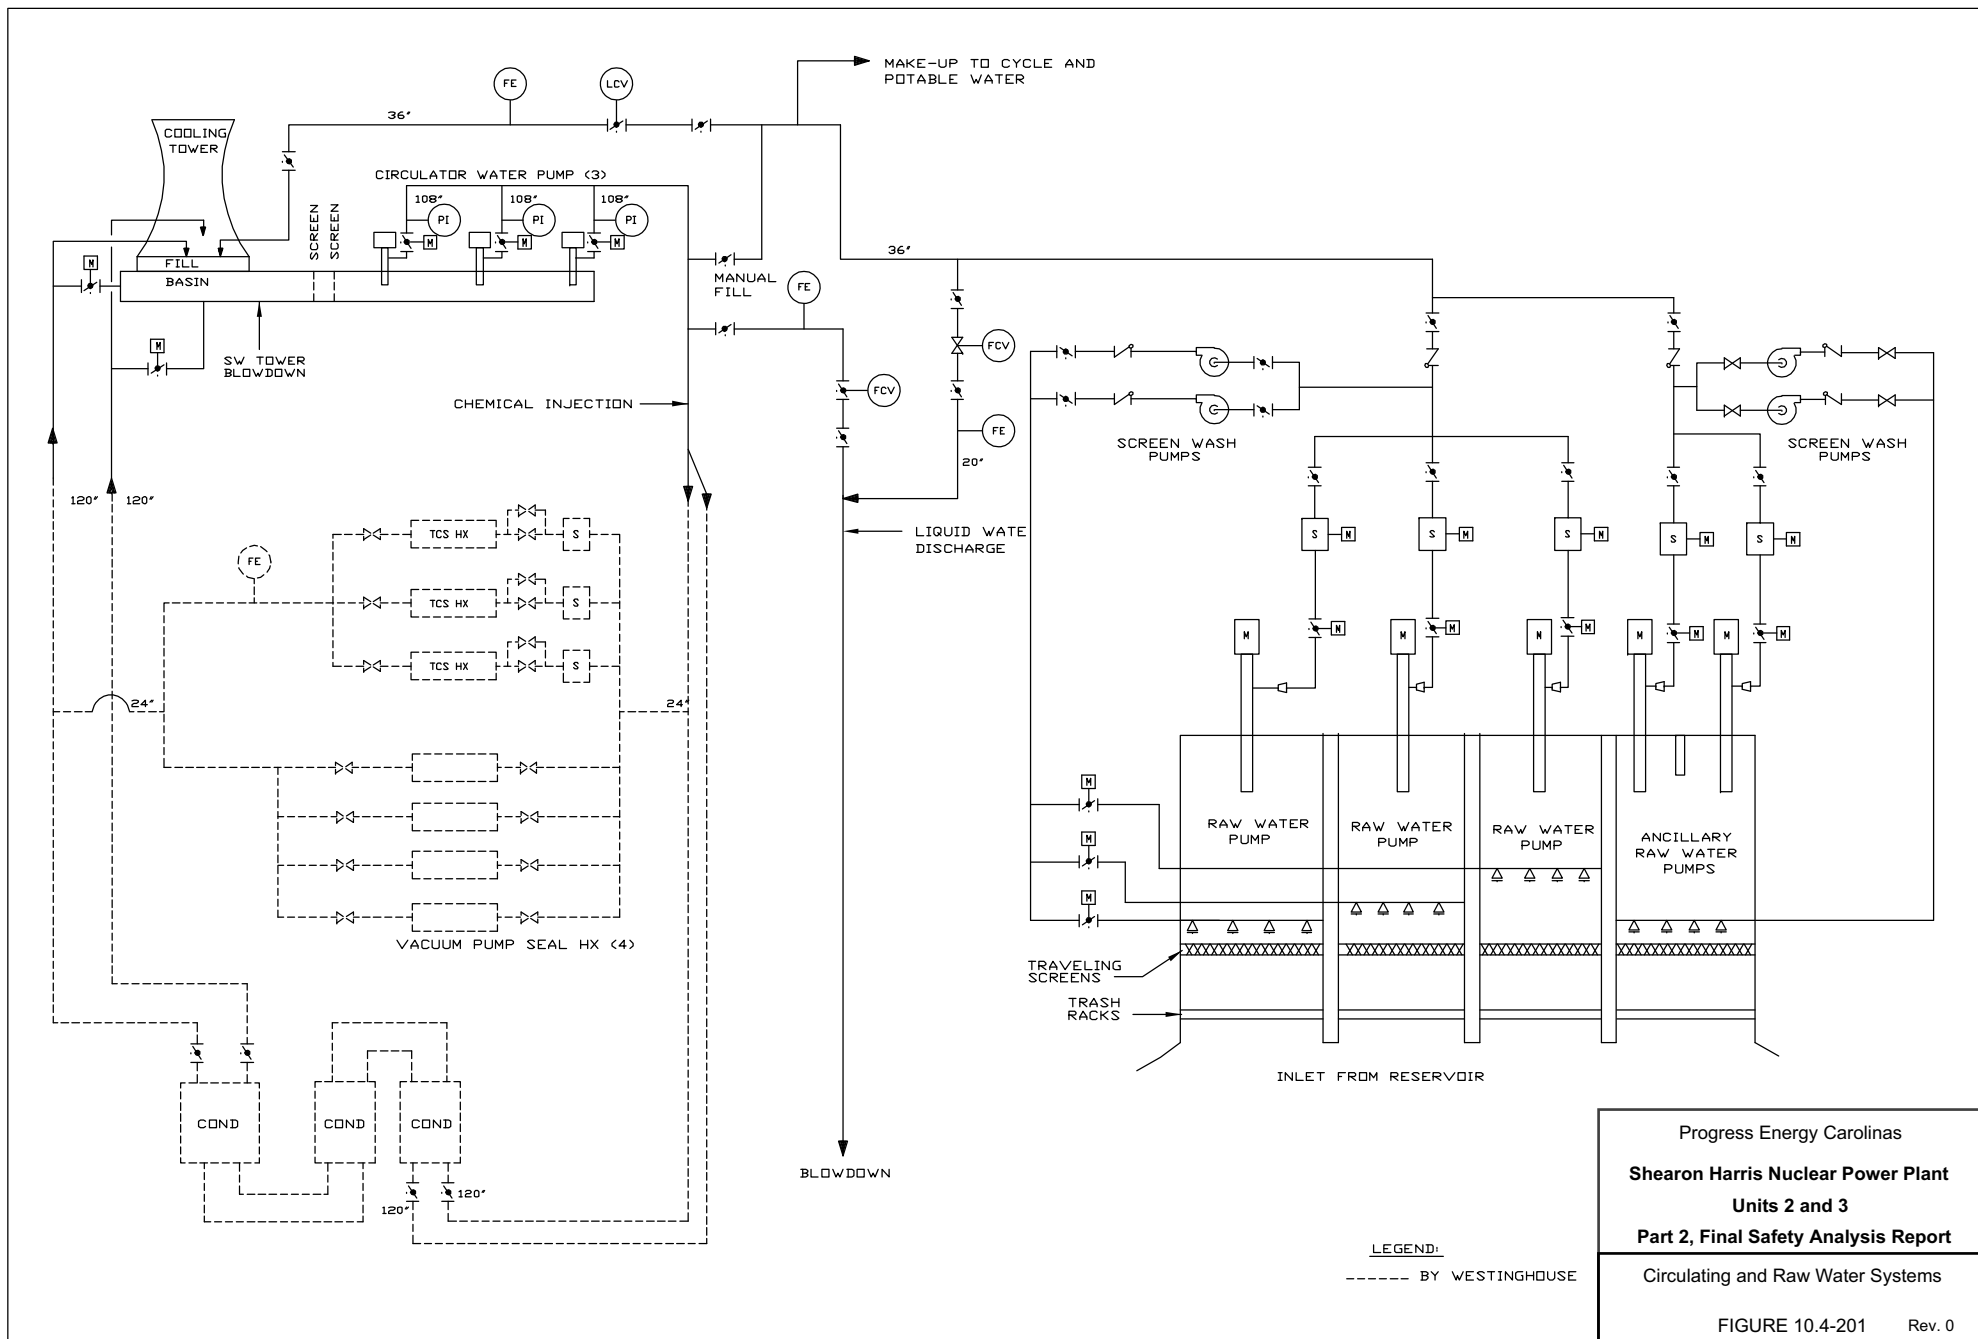 MAKE-UP TO CYCLE AND
POTABLE WATER
FE
LCV
36"
COOLING
TOWER
CIRCULATOR WATER PUMP (3)
108"
108"
108"
PI
PI
PI
M
M
M
SCREEN
SCREEN
FILL
BASIN
M
M
SW TOWER
BLOWDOWN
MANUAL
FILL
FE
36"
FCV
FCV
FE
20"
CHEMICAL INJECTION
SCREEN WASH
PUMPS
SCREEN WASH
PUMPS
120"
120"
FE
TCS HX
S
TCS HX
S
TCS HX
S
24"
24"
LIQUID WATE
DISCHARGE
S
M
S
M
S
M
S
M
S
M
M
M
M
M
M
M
M
M
M
M
RAW WATER
PUMP
RAW WATER
PUMP
RAW WATER
PUMP
ANCILLARY
RAW WATER
PUMPS
M
M
M
VACUUM PUMP SEAL HX (4)
TRAVELING
SCREENS
TRASH
RACKS
INLET FROM RESERVOIR
COND
COND
COND
120"
120"
BLOWDOWN
LEGEND:
------ BY WESTINGHOUSE
Progress Energy Carolinas
Shearon Harris Nuclear Power Plant
Units 2 and 3
Part 2, Final Safety Analysis Report
Circulating and Raw Water Systems
FIGURE 10.4-201 Rev. 0